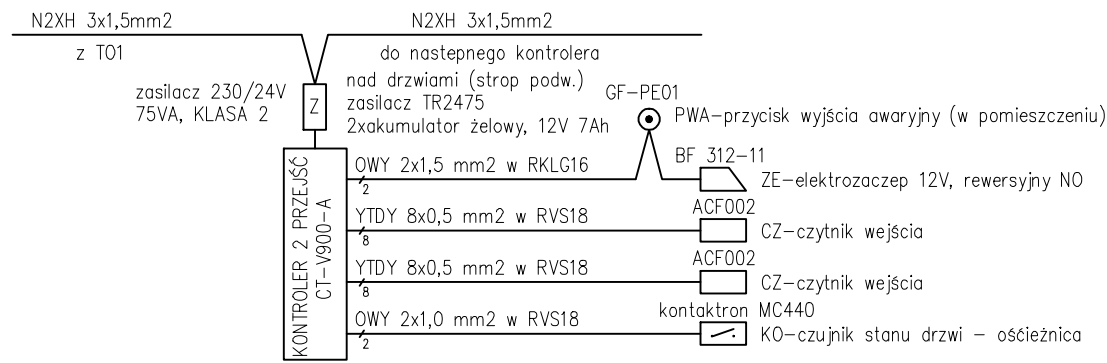 N2XH 3x1,5mm2
N2XH 3x1,5mm2
z T01
do nastepnego kontrolera
zasilacz 230/24V
75VA, KLASA 2
Z
nad drzwiami (strop podw.)
zasilacz TR2475
2xakumulator żelowy, 12V 7Ah
GF-PE01
PWA-przycisk wyjścia awaryjny (w pomieszczeniu)
KONTROLER 2 PRZEJŚĆ
CT-V900-A
OWY 2x1,5 mm2 w RKLG16
2
BF 312-11
ZE-elektrozaczep 12V, rewersyjny NO
YTDY 8x0,5 mm2 w RVS18
8
ACF002
CZ-czytnik wejścia
YTDY 8x0,5 mm2 w RVS18
8
ACF002
CZ-czytnik wejścia
OWY 2x1,0 mm2 w RVS18
2
kontaktron MC440
KO-czujnik stanu drzwi - ośćieżnica